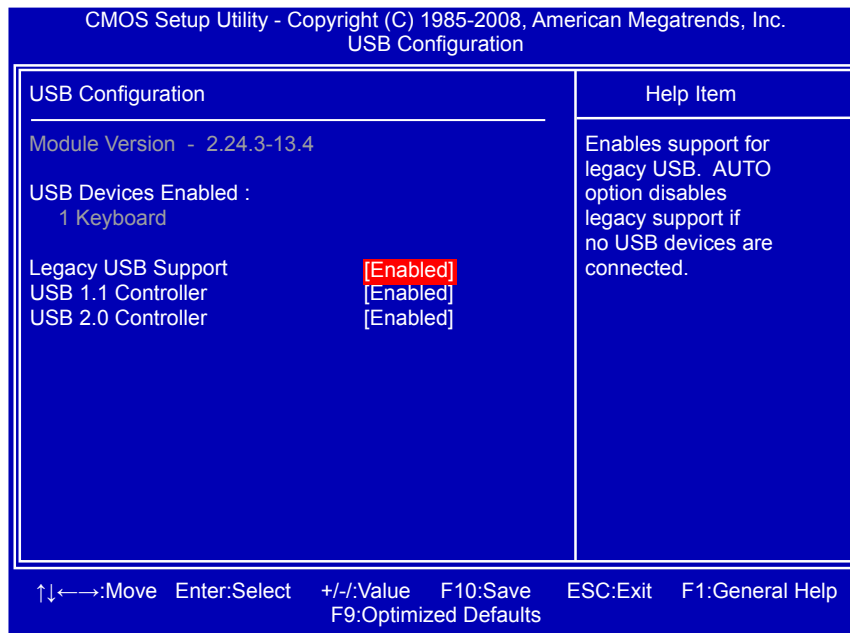 CMOS Setup Utility - Copyright (C) 1985-2008, American Megatrends, Inc.
USB Configuration
USB Configuration
Module Version - 2.24.3-13.4
USB Devices Enabled :
1 Keyboard
Legacy USB Support [Enabled]
USB 1.1 Controller [Enabled]
USB 2.0 Controller [Enabled]
Help Item
Enables support for
legacy USB. AUTO
option disables
legacy support if
no USB devices are
connected.
↑↓←→:Move Enter:Select +/-/:Value F10:Save ESC:Exit F1:General Help
F9:Optimized Defaults